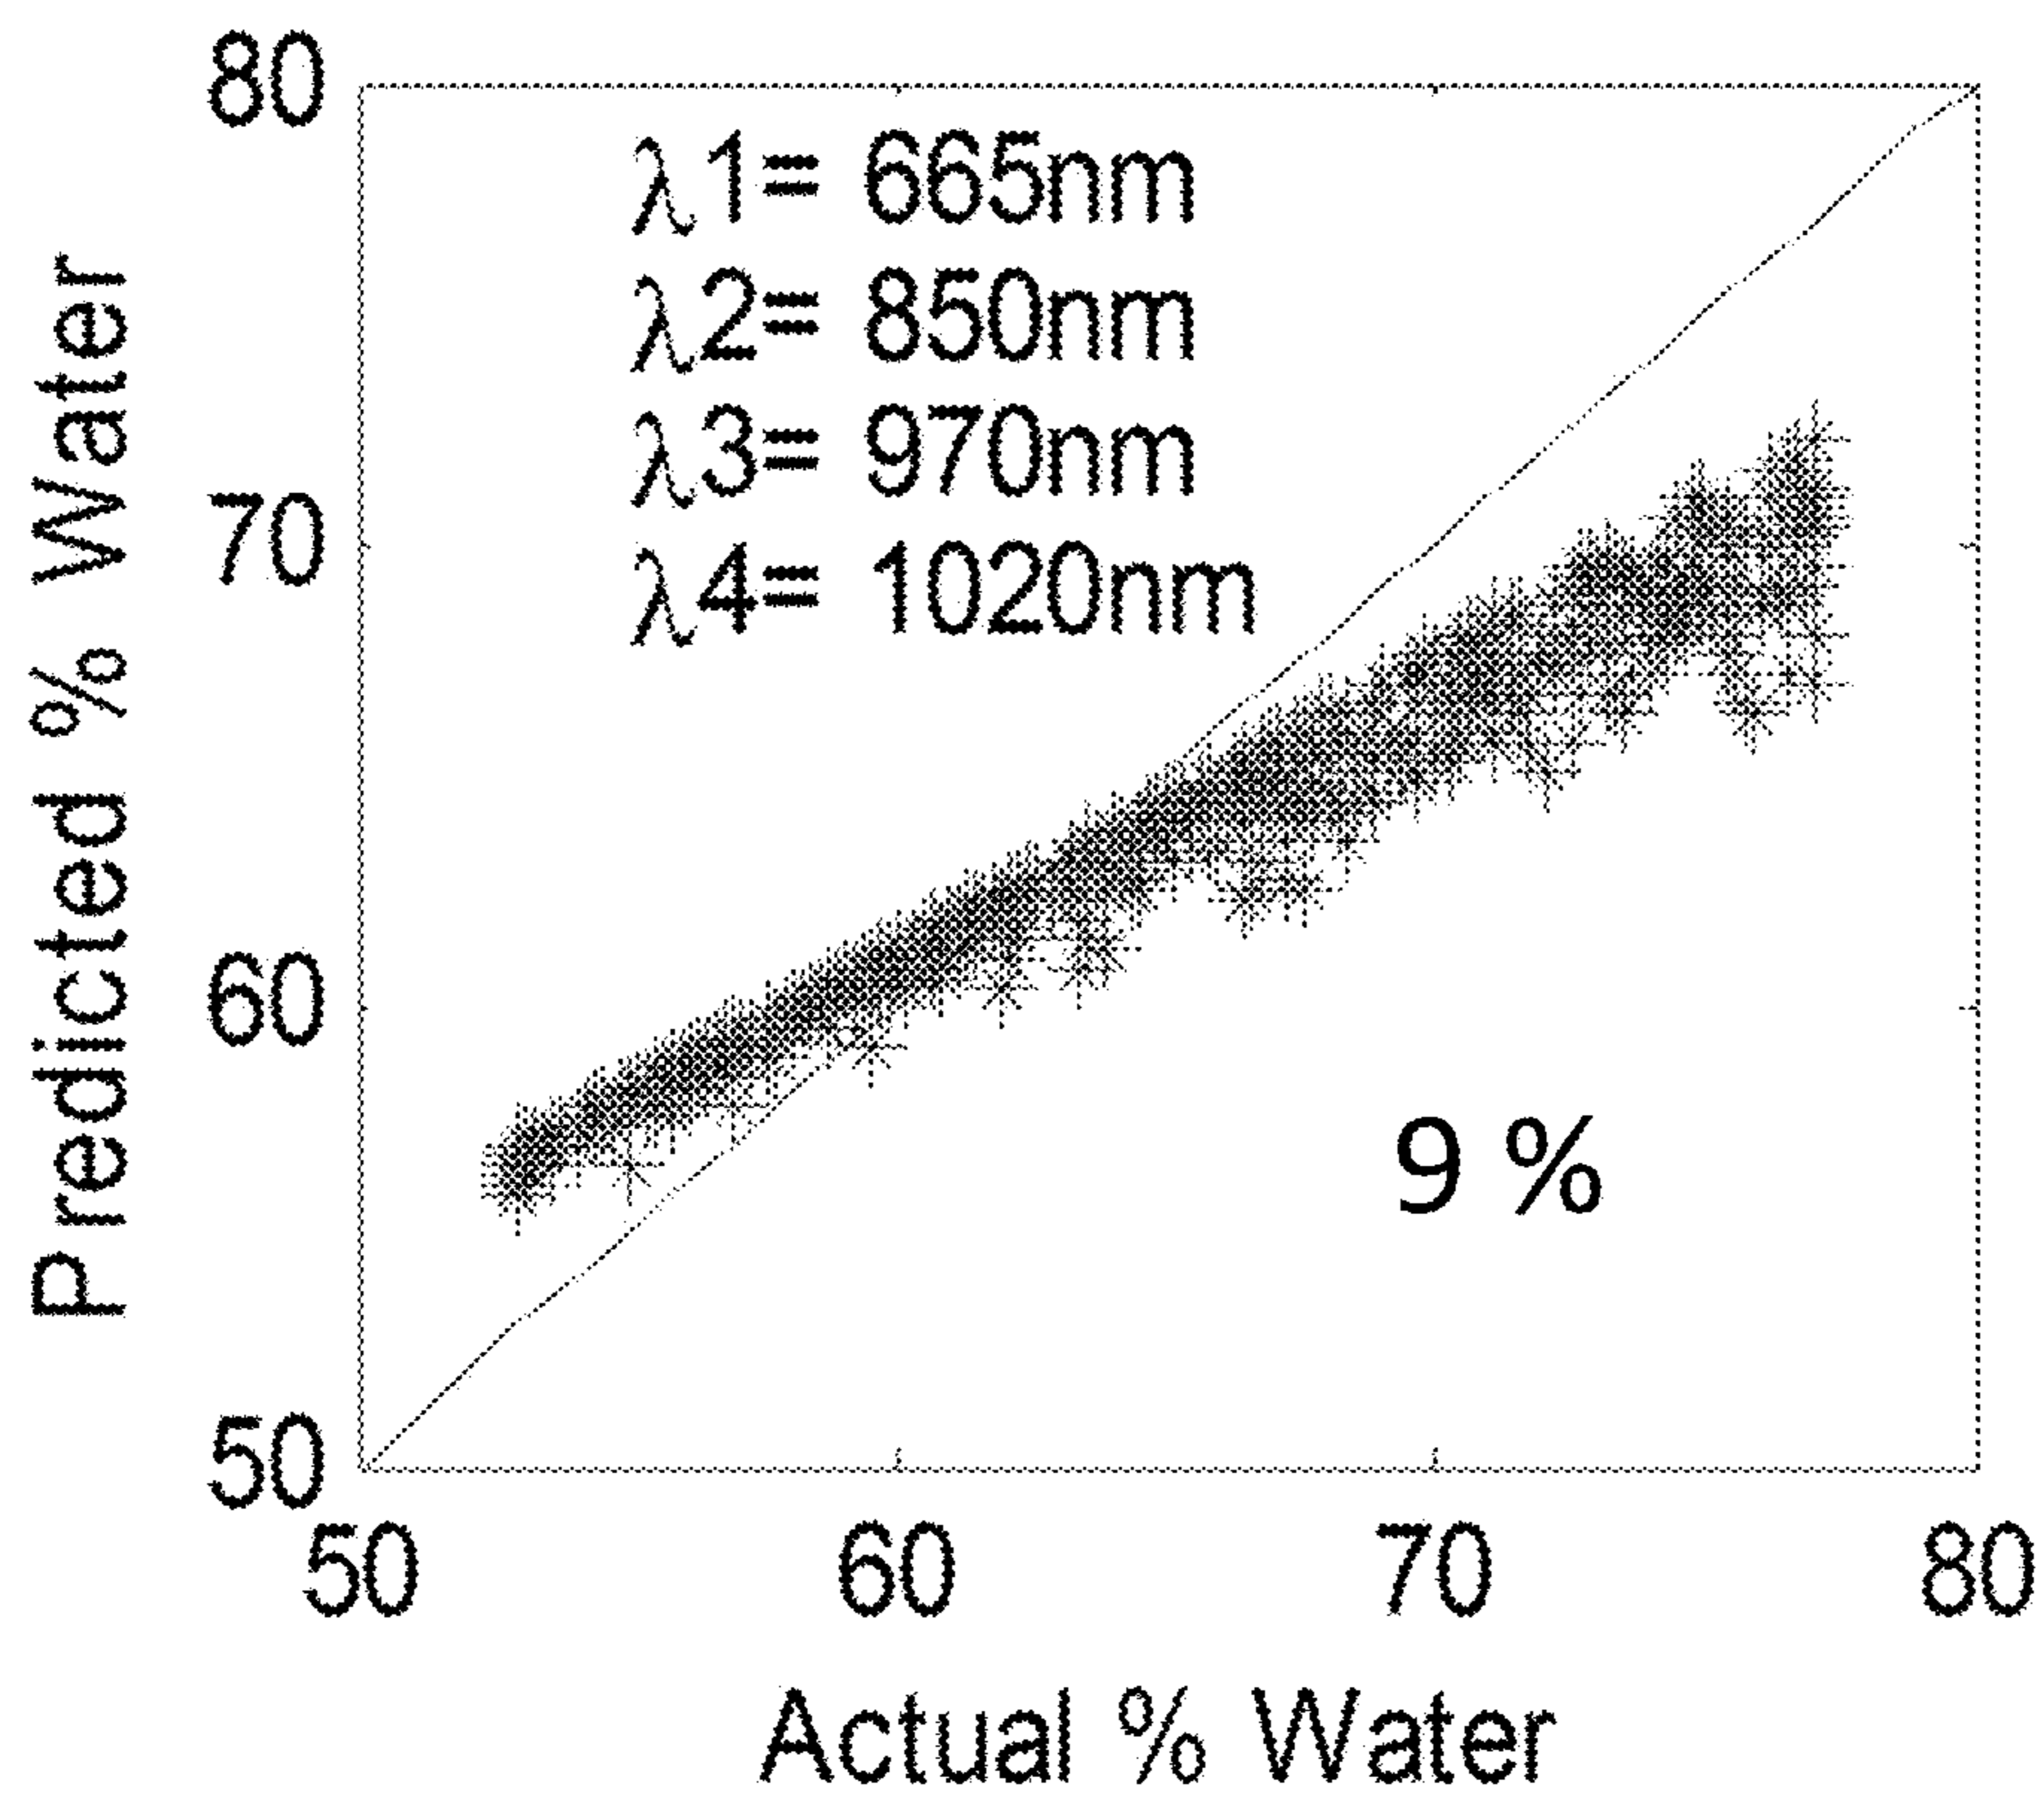 Predicted % Water
80
70
60
50
λ1= 665nm
λ2= 850nm
λ3= 970nm
λ4= 1020nm
9 %
50 60 70 80
Actual % Water